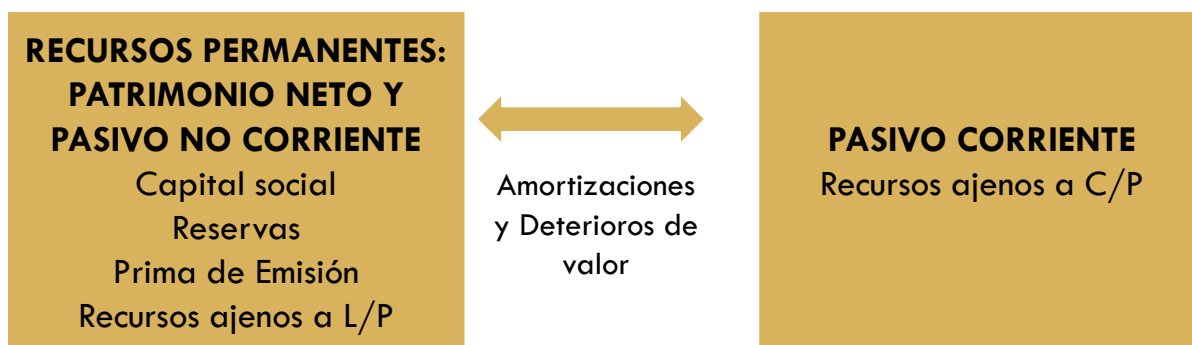 RECURSOS PERMANENTES:
PATRIMONIO NETO Y
PASIVO NO CORRIENTE
Capital social
Reservas
Prima de Emisión
Recursos ajenos a L/P
Amortizaciones
y Deterioros de
valor
PASIVO CORRIENTE
Recursos ajenos a C/P